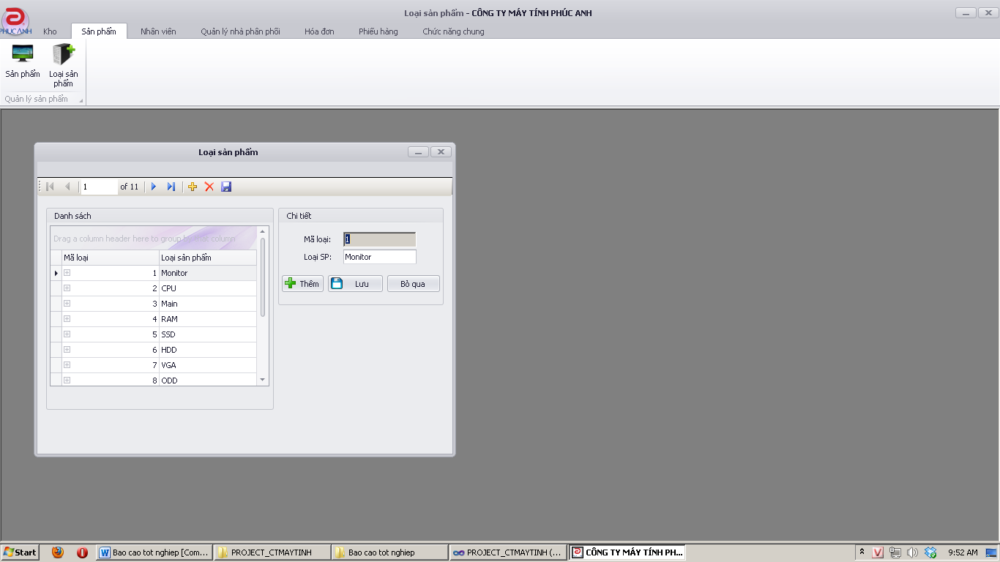 Loại sản phẩm - CÔNG TY MÁY TÍNH PHÚC ANH
PHUCANH
Kho Sản phẩm Nhân viên Quản lý nhà phân phối Hóa đơn Phiếu hàng Chức năng chung
Sản phẩm
Loại sản
phẩm
Quản lý sản phẩm
Loại sản phẩm
1 of 11
Danh sách
Drag a column header here to group by that column
Mã loại Loại sản phẩm
1 Monitor
2 CPU
3 Main
4 RAM
5 SSD
6 HDD
7 VGA
8 ODD
Chi tiết
Mã loại: 1
Loại SP: Monitor
Thêm Lưu Bỏ qua
Start Bao cao tot nghiep [Com... PROJECT_CTMAYTINH Bao cao tot nghiep PROJECT_CTMAYTINH (... CÔNG TY MÁY TÍNH PH... V 9:52 AM